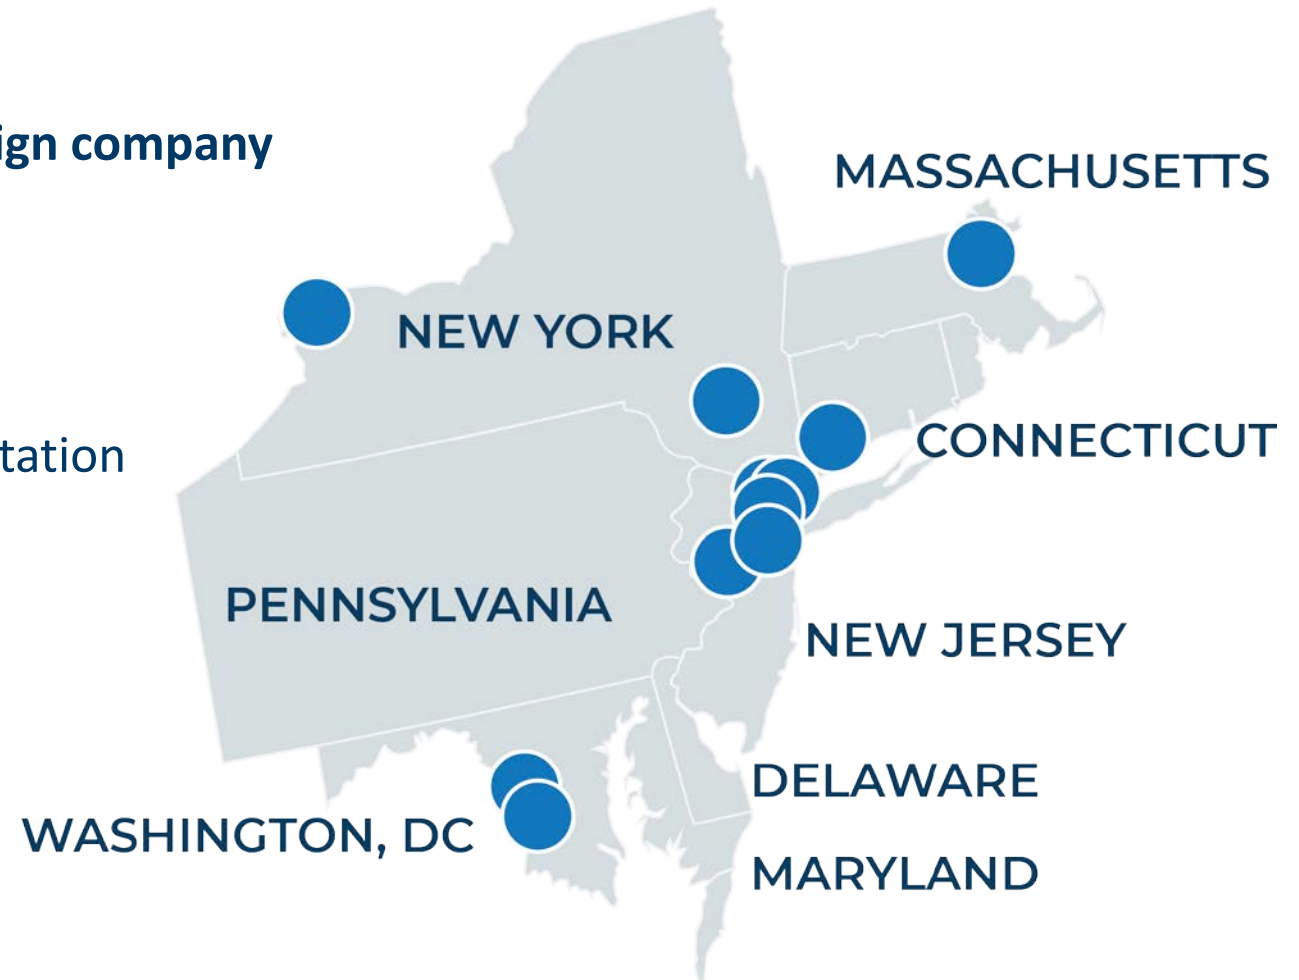 ign company
MASSACHUSETTS
NEW YORK
CONNECTICUT
tation
PENNSYLVANIA
NEW JERSEY
DELAWARE
WASHINGTON, DC
MARYLAND